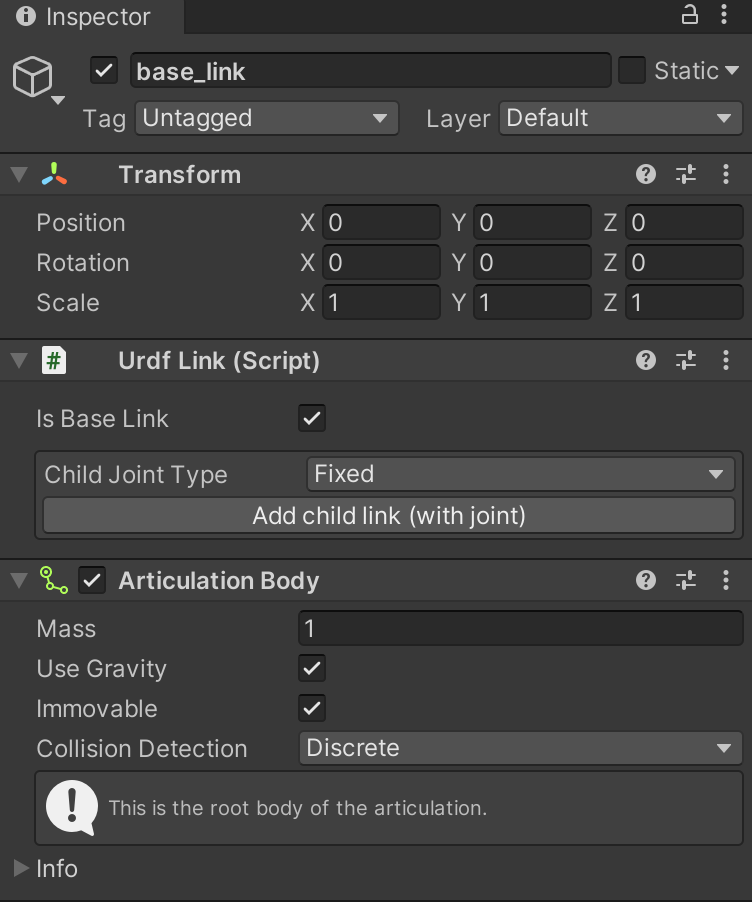 Inspector
base_link
Static
Tag Untagged Layer Default
Transform
Position X 0 Y 0 Z 0
Rotation X 0 Y 0 Z 0
Scale X 1 Y 1 Z 1
# Urdf Link (Script)
Is Base Link
Child Joint Type Fixed
Add child link (with joint)
Articulation Body
Mass 1
Use Gravity
Immovable
Collision Detection Discrete
This is the root body of the articulation.
Info